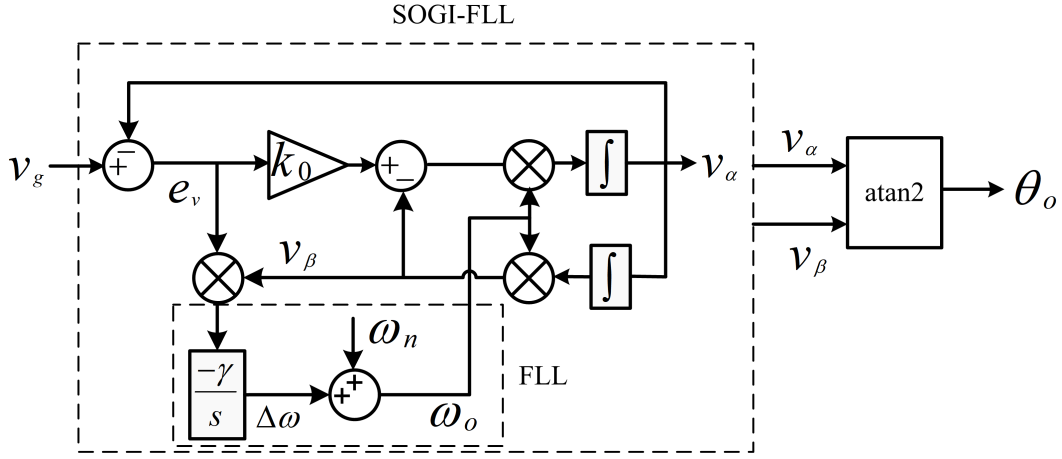 SOGI-FLL
v_g
+
−
e_v
k_0
+
−
∫
v_α
v_α
atan2
θ_o
v_β
v_β
∫
ω_n
FLL
−γ
s
Δω
+
+
ω_o